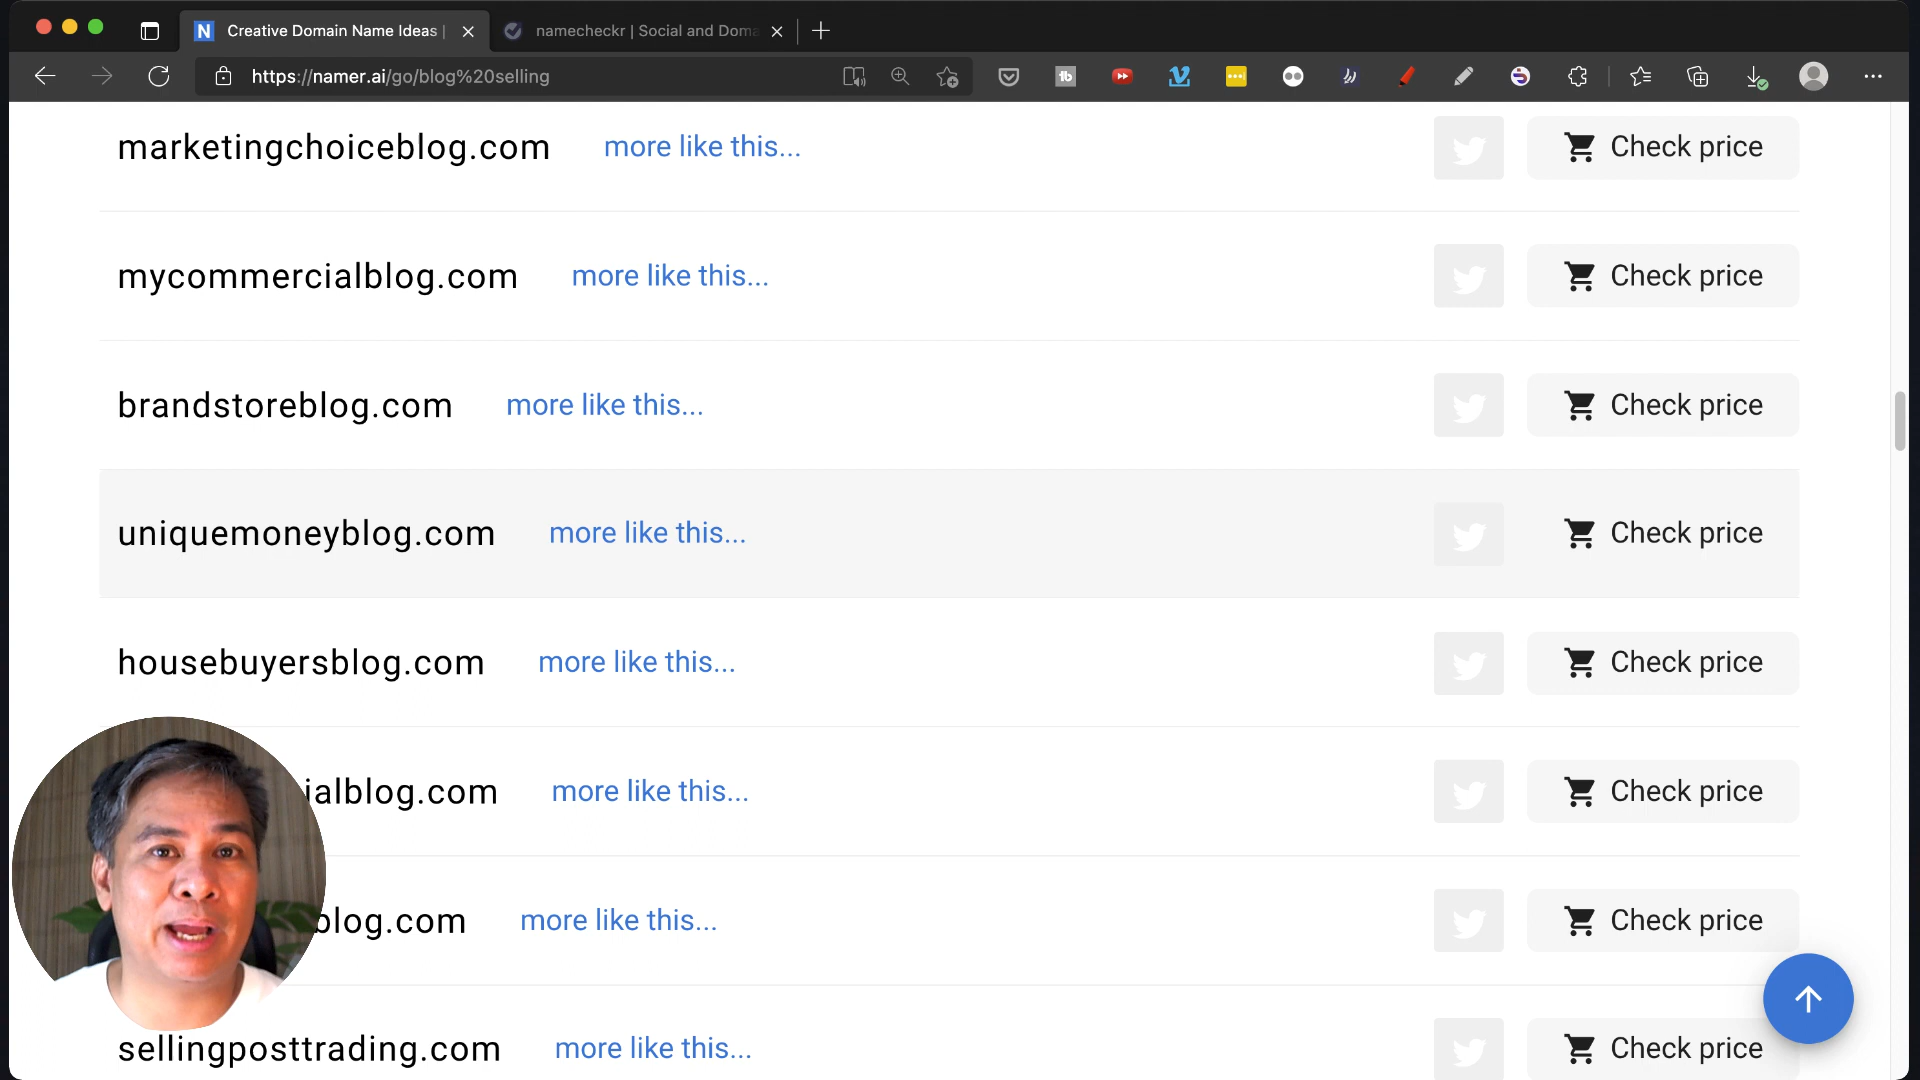 Creative Domain Name Ideas |
namecheckr | Social and Doma
https://namer.ai/go/blog%20selling
marketingchoiceblog.com more like this... Check price
mycommercialblog.com more like this... Check price
brandstoreblog.com more like this... Check price
uniquemoneyblog.com more like this... Check price
housebuyersblog.com more like this... Check price
ialblog.com more like this... Check price
blog.com more like this... Check price
sellingposttrading.com more like this... Check price